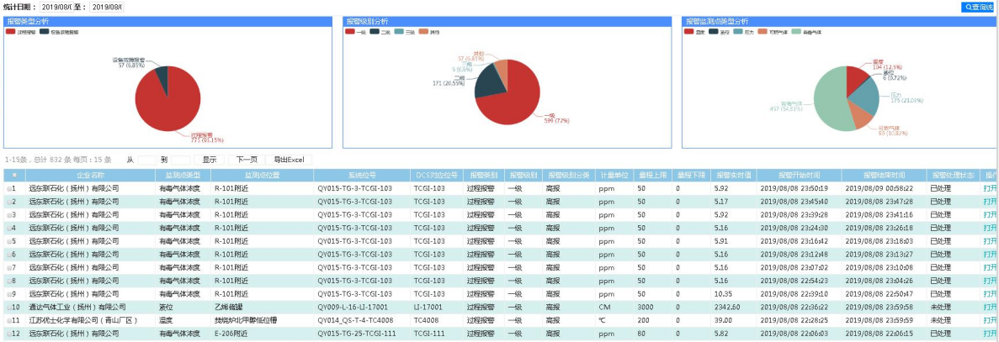 统计日期： 2019/08/( 至： 2019/08/( Q查询统
报警类型分析 报警级别分析 报警监测点类型分析
过程报警 设备故障报警 一级 二级 三级 其他 温度 液位 压力 可燃气体 有毒气体
设备故障报警
57 (6.85%)
过程报警
775 (93.15%)
其他
57 (6.85%)
三级
5 (0.6%)
二级
171 (20.55%)
一级
599 (72%)
温度
104 (12.5%)
液位
6 (0.72%)
压力
175 (21.03%)
有毒气体
可燃气体
1-15条，总计 832 条 每页：15 条 从 到 显示 下一页 导出Excel
企业名称 监测点类型 监测点位置 系统位号 DCS对应位号 报警类别 报警级别 报警级别分类 计量单位 量程上限 量程下限 报警实时值 报警开始时间 报警结束时间 报警处理状态 操作
1 远东联石化（扬州）有限公司 有毒气体浓度 R-101附近 QY015-TG-3-TCGI-103 TCGI-103 过程报警 一级 高报 ppm 50 0 5.92 2019/08/08 23:50:19 2019/08/09 00:58:22 已处理 打开
2 远东联石化（扬州）有限公司 有毒气体浓度 R-101附近 QY015-TG-3-TCGI-103 TCGI-103 过程报警 一级 高报 ppm 50 0 5.17 2019/08/08 23:45:40 2019/08/08 23:47:28 已处理 打开
3 远东联石化（扬州）有限公司 有毒气体浓度 R-101附近 QY015-TG-3-TCGI-103 TCGI-103 过程报警 一级 高报 ppm 50 0 5.92 2019/08/08 23:39:28 2019/08/08 23:41:16 已处理 打开
4 远东联石化（扬州）有限公司 有毒气体浓度 R-101附近 QY015-TG-3-TCGI-103 TCGI-103 过程报警 一级 高报 ppm 50 0 5.16 2019/08/08 23:24:30 2019/08/08 23:26:18 已处理 打开
5 远东联石化（扬州）有限公司 有毒气体浓度 R-101附近 QY015-TG-3-TCGI-103 TCGI-103 过程报警 一级 高报 ppm 50 0 5.91 2019/08/08 23:16:42 2019/08/08 23:18:03 已处理 打开
6 远东联石化（扬州）有限公司 有毒气体浓度 R-101附近 QY015-TG-3-TCGI-103 TCGI-103 过程报警 一级 高报 ppm 50 0 5.16 2019/08/08 23:12:48 2019/08/08 23:13:27 已处理 打开
7 远东联石化（扬州）有限公司 有毒气体浓度 R-101附近 QY015-TG-3-TCGI-103 TCGI-103 过程报警 一级 高报 ppm 50 0 5.16 2019/08/08 23:07:02 2019/08/08 23:10:08 已处理 打开
8 远东联石化（扬州）有限公司 有毒气体浓度 R-101附近 QY015-TG-3-TCGI-103 TCGI-103 过程报警 一级 高报 ppm 50 0 5.16 2019/08/08 22:54:23 2019/08/08 23:04:26 已处理 打开
9 远东联石化（扬州）有限公司 有毒气体浓度 R-101附近 QY015-TG-3-TCGI-103 TCGI-103 过程报警 一级 高报 ppm 50 0 10.35 2019/08/08 22:39:10 2019/08/08 22:50:47 已处理 打开
10 通达气体工业（扬州）有限公司 液位 乙烯储罐 QY009-L-16-LI-17001 LI-17001 过程报警 一级 高报 CM 3000 0 2342.60 2019/08/08 22:36:22 2019/08/08 23:59:58 未处理 打开
11 江苏优士化学有限公司（青山厂区） 温度 焚烧炉北甲醇低位槽 QY014_QS-T-4-TC4008 TC4008 过程报警 一级 高报 ℃ 200 0 39.00 2019/08/08 22:28:25 2019/08/08 23:59:59 未处理 打开
12 远东联石化（扬州）有限公司 有毒气体浓度 E-206附近 QY015-TG-25-TCGI-111 TCGI-111 过程报警 一级 高报 ppm 80 0 5.82 2019/08/08 22:06:03 2019/08/08 22:06:15 已处理 打开